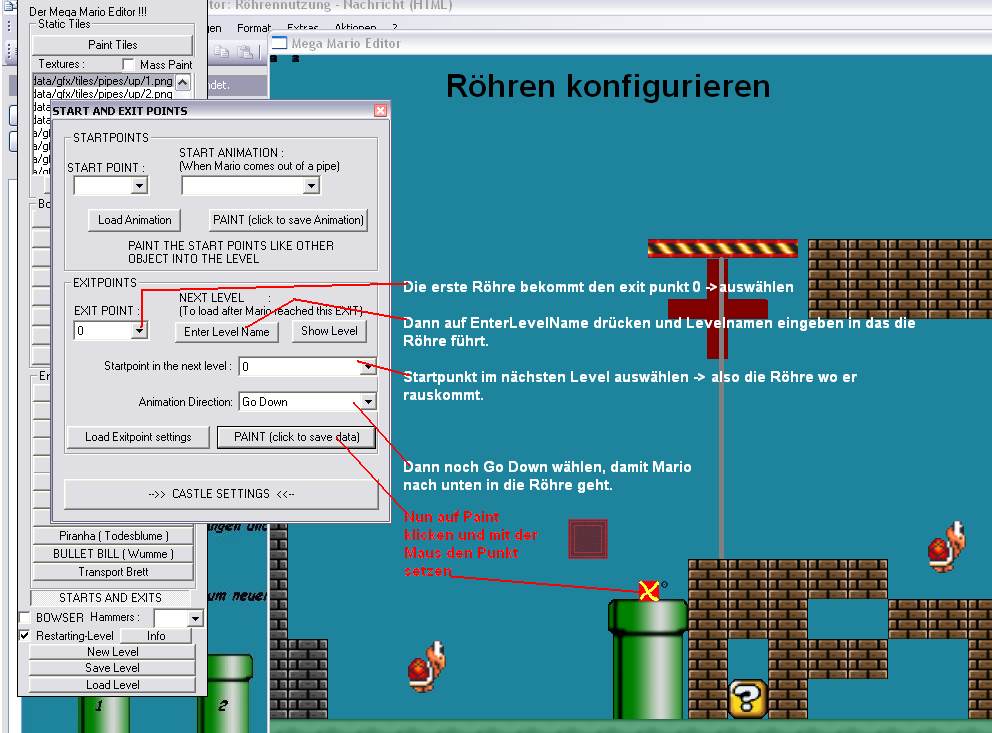 tor: Röhrennutzung - Nachricht (HTML)
Der Mega Mario Editor !!!
Static Tiles
gen Format Extras Aktionen ?
Paint Tiles
Mega Mario Editor
Textures : Mass Paint
data/gfx/tiles/pipes/up/1.png
data/gfx/tiles/pipes/up/2.png
ndet.
Röhren konfigurieren
START AND EXIT POINTS
STARTPOINTS
START POINT :
START ANIMATION :
(When Mario comes out of a pipe)
Load Animation
PAINT (click to save Animation)
PAINT THE START POINTS LIKE OTHER
OBJECT INTO THE LEVEL
EXITPOINTS
EXIT POINT :
0
NEXT LEVEL :
(To load after Mario reached this EXIT)
Enter Level Name
Show Level
Startpoint in the next level : 0
Animation Direction: Go Down
Load Exitpoint settings
PAINT (click to save data)
-->> CASTLE SETTINGS <<--
Die erste Röhre bekommt den exit punkt 0 -> auswählen
Dann auf EnterLevelName drücken und Levelnamen eingeben in das die
Röhre führt.
Startpunkt im nächsten Level auswählen -> also die Röhre wo er
rauskommt.
Dann noch Go Down wählen, damit Mario
nach unten in die Röhre geht.
Nun auf Paint
klicken und mit der
Maus den Punkt
setzen
Piranha ( Todesblume )
BULLET BILL ( Wumme )
Transport Brett
STARTS AND EXITS
BOWSER Hammers :
Restarting-Level Info
New Level
Save Level
Load Level
um neuen
1
2
0
?